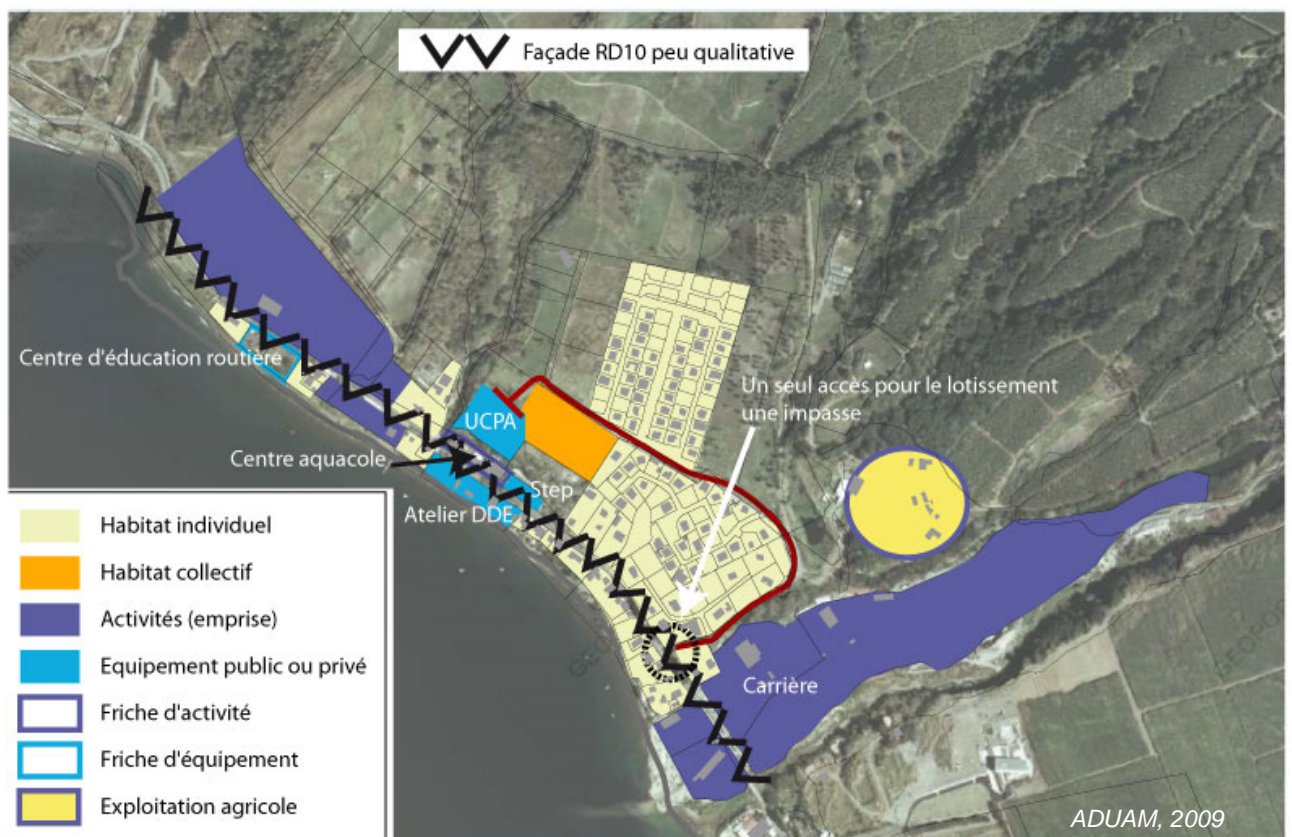 Façade RD10 peu qualitative
Centre d'éducation routière
Un seul accès pour le lotissement
une impasse
UCPA
Centre aquacole
Step
Atelier DDE
Carrière
Habitat individuel
Habitat collectif
Activités (emprise)
Equipement public ou privé
Friche d'activité
Friche d'équipement
Exploitation agricole
ADUAM, 2009